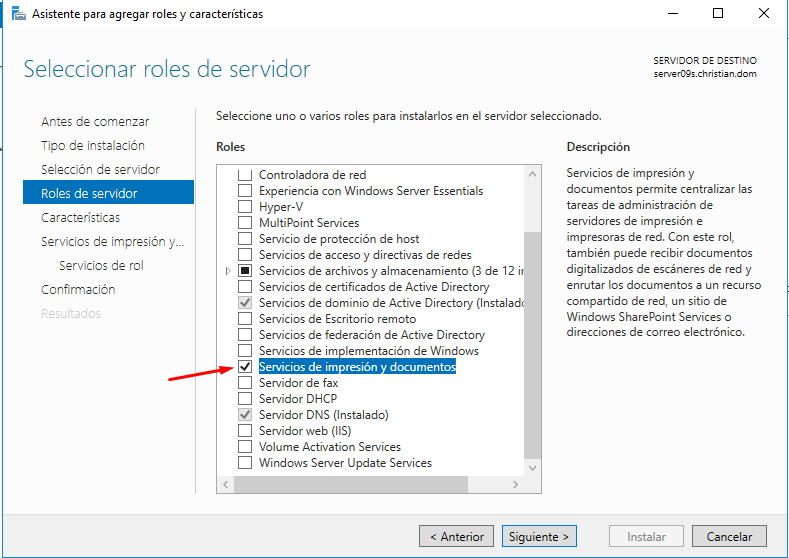 Asistente para agregar roles y características
Seleccionar roles de servidor
SERVIDOR DE DESTINO
server09s.christian.dom
Antes de comenzar
Tipo de instalación
Selección de servidor
Roles de servidor
Características
Servicios de impresión y...
Servicios de rol
Confirmación
Resultados
Seleccione uno o varios roles para instalarlos en el servidor seleccionado.
Roles
Controladora de red
Experiencia con Windows Server Essentials
Hyper-V
MultiPoint Services
Servicio de protección de host
Servicios de acceso y directivas de redes
Servicios de archivos y almacenamiento (3 de 12 in
Servicios de certificados de Active Directory
Servicios de dominio de Active Directory (Instalado
Servicios de Escritorio remoto
Servicios de federación de Active Directory
Servicios de implementación de Windows
Servicios de impresión y documentos
Servidor de fax
Servidor DHCP
Servidor DNS (Instalado)
Servidor web (IIS)
Volume Activation Services
Windows Server Update Services
Descripción
Servicios de impresión y
documentos permite centralizar las
tareas de administración de
servidores de impresión e
impresoras de red. Con este rol,
también puede recibir documentos
digitalizados de escáneres de red y
enrutar los documentos a un recurso
compartido de red, un sitio de
Windows SharePoint Services o
direcciones de correo electrónico.
< Anterior
Siguiente >
Instalar
Cancelar